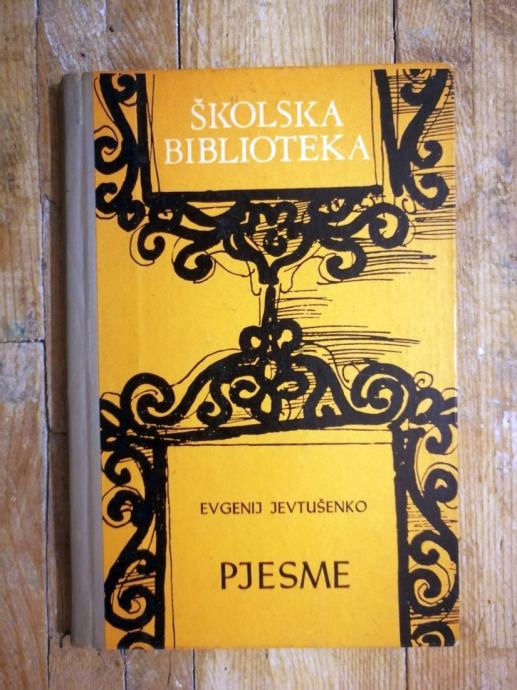 ŠKOLSKA
BIBLIOTEKA
EVGENIJ JEVTUŠENKO
PJESME